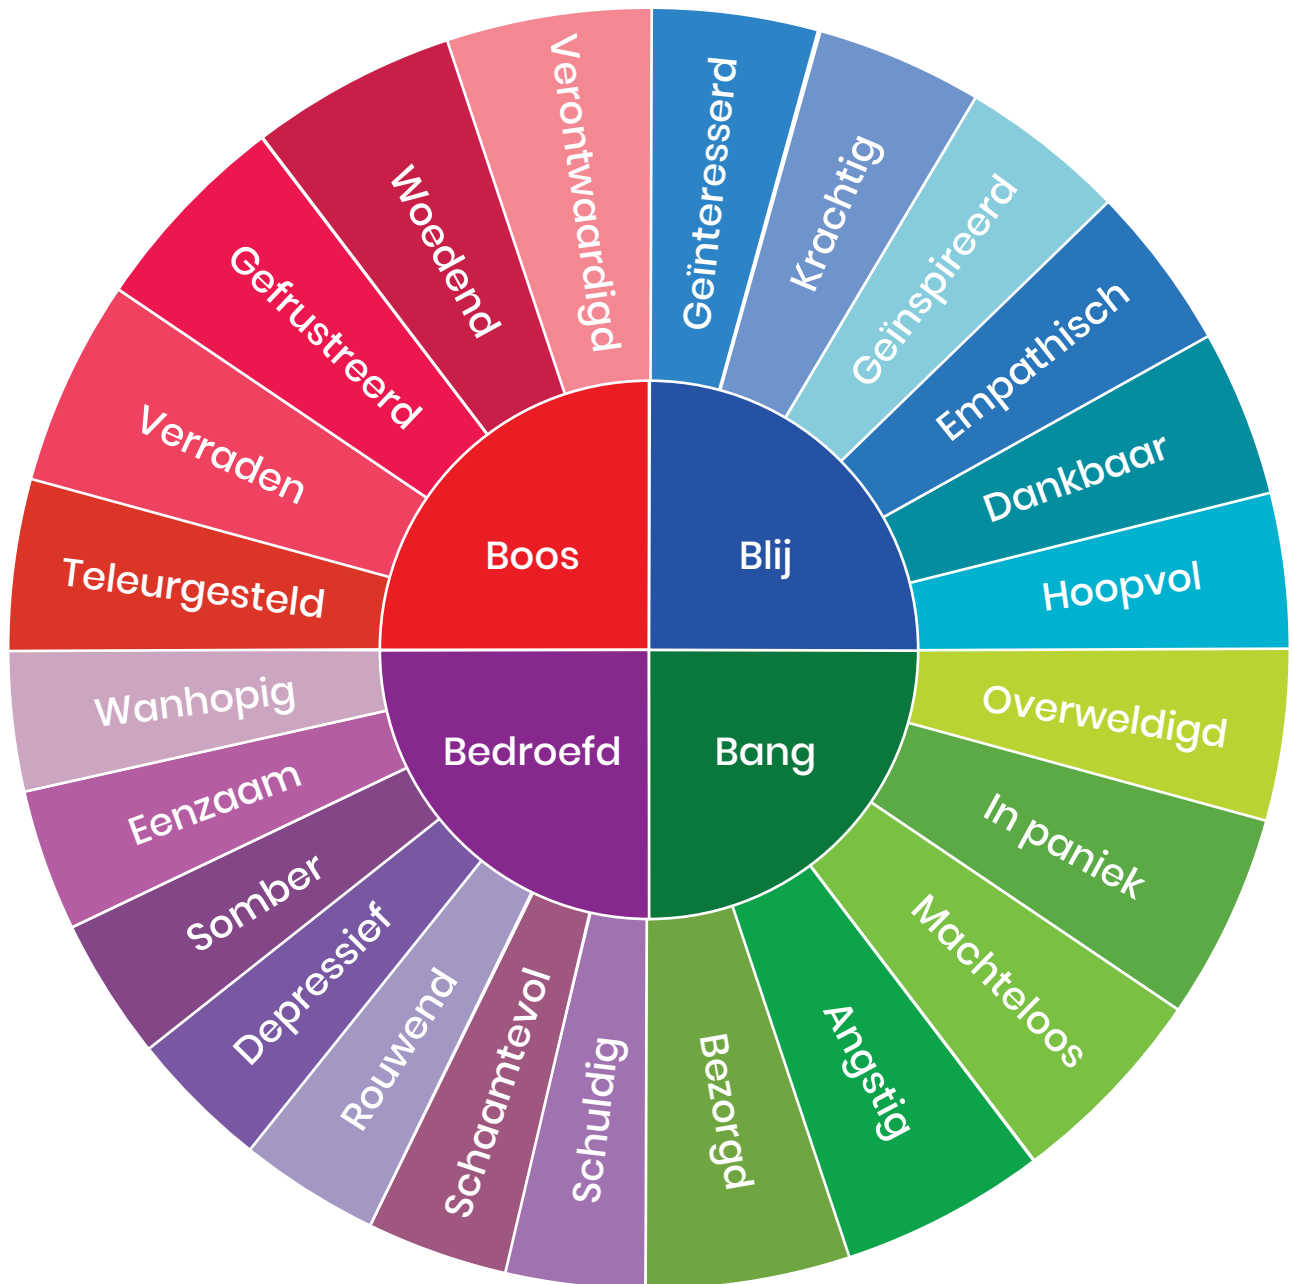 Verontwaardigd
Geïnteresserd
Krachtig
Geïnspireerd
Empathisch
Dankbaar
Hoopvol
Overweldigd
In paniek
Machteloos
Angstig
Bezorgd
Schuldig
Schaamtevol
Rouwend
Depressief
Somber
Eenzaam
Wanhopig
Teleurgesteld
Verraden
Gefrustreerd
Woedend
Boos
Blij
Bedroefd
Bang